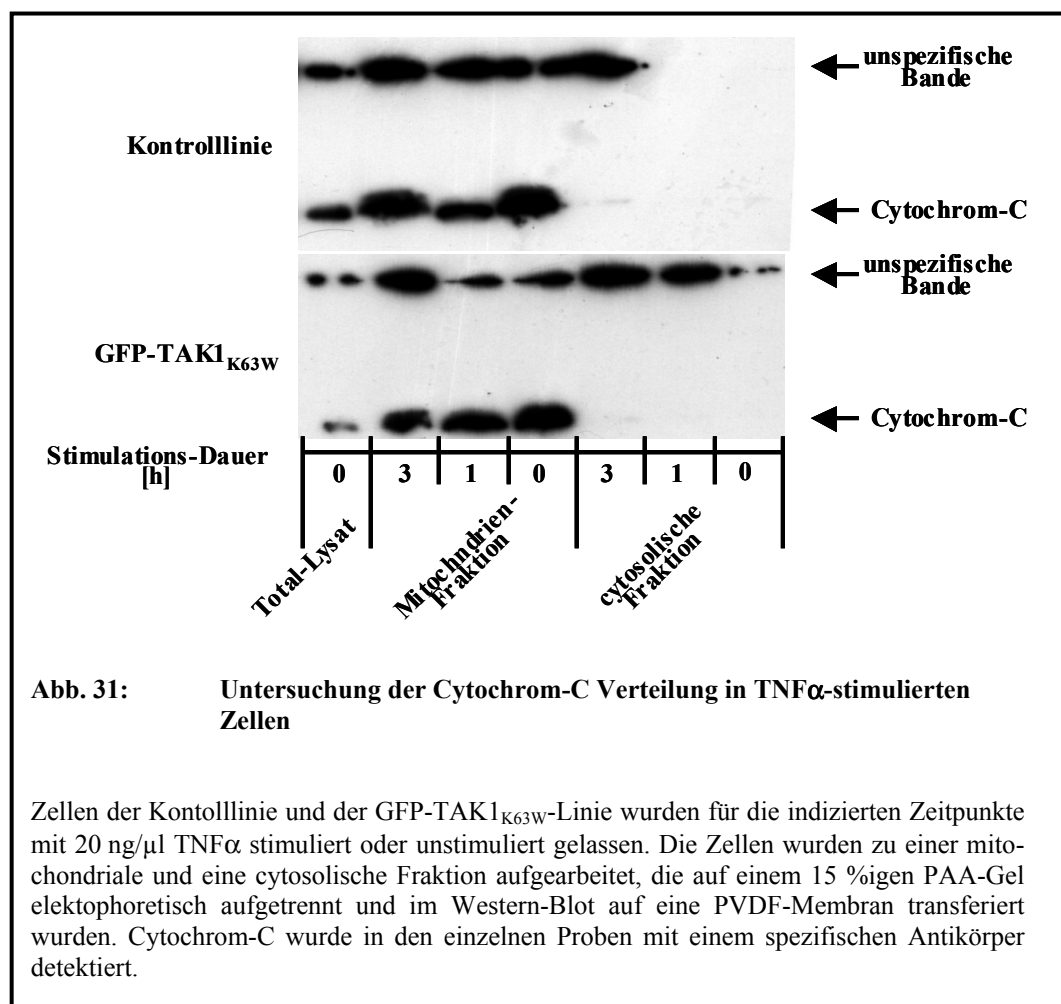 unspezifische
Bande
Kontrolllinie
Cytochrom-C
unspezifische
Bande
GFP-TAK1K63W
Cytochrom-C
Stimulations-Dauer
[h]
0 3 1 0 3 1 0
Total-Lysat
Mitochndrien-
Fraktion
cytosolische
Fraktion
Abb. 31: Untersuchung der Cytochrom-C Verteilung in TNFα-stimulierten
Zellen
Zellen der Kontolllinie und der GFP-TAK1K63W-Linie wurden für die indizierten Zeitpunkte
mit 20 ng/µl TNFα stimuliert oder unstimuliert gelassen. Die Zellen wurden zu einer mito-
chondriale und eine cytosolische Fraktion aufgearbeitet, die auf einem 15 %igen PAA-Gel
elektophoretisch aufgetrennt und im Western-Blot auf eine PVDF-Membran transferiert
wurden. Cytochrom-C wurde in den einzelnen Proben mit einem spezifischen Antikörper
detektiert.